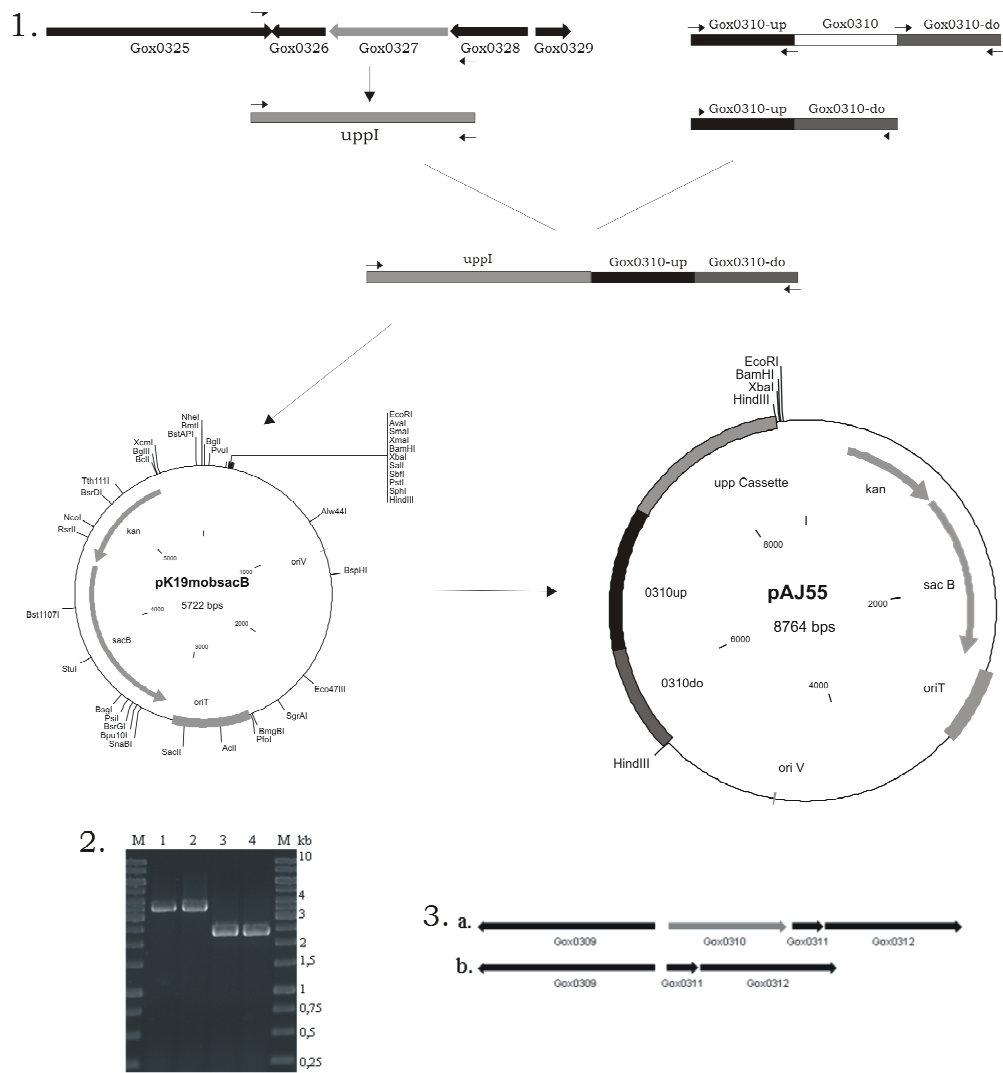 1.
Gox0325 Gox0326 Gox0327 Gox0328 Gox0329
Gox0310-up Gox0310 Gox0310-do
uppI
Gox0310-up Gox0310-do
uppI Gox0310-up Gox0310-do
NheI
BmtI
BstAPI
BglI
PvuI
XcmI
BglII
BclI
Tth111I
BsrDI
NcoI
RsrII
Bst1107I
StuI
BsgI
PsiI
BsrGI
Bpu10I
SnaBI
SacII
AclI
BmgBI
PfoI
SgrAI
Eco47III
BspHI
Alw44I
EcoRI
AvaI
SmaI
XmaI
BamHI
XbaI
SalI
SbfI
PstI
SphI
HindIII
kan
I
5000
1000
oriV
pK19mobsacB
5722 bps
4000
2000
3000
sacB
oriT
EcoRI
BamHI
XbaI
HindIII
upp Cassette
kan
I
8000
0310up
pAJ55
8764 bps
2000
sac B
6000
0310do
4000
oriT
HindIII
ori V
2.
M 1 2 3 4 M kb
10
4
3
2
1,5
1
0,75
0,5
0,25
3.
a.
Gox0309 Gox0310 Gox0311 Gox0312
b.
Gox0309 Gox0311 Gox0312